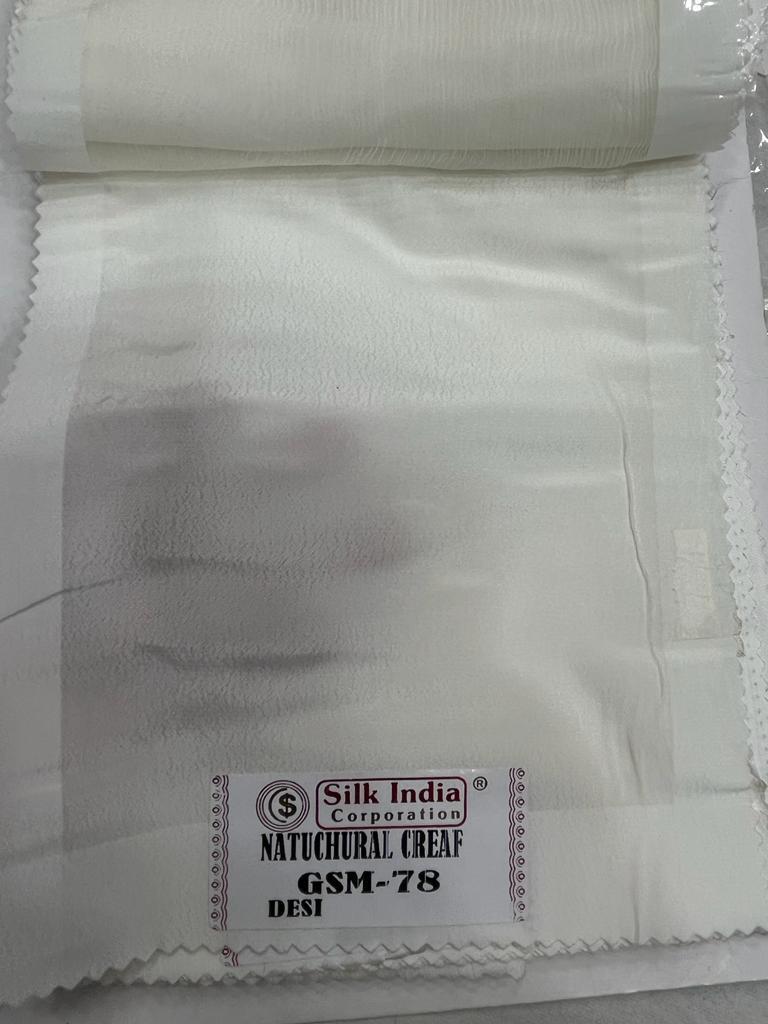 $ Silk India ®
Corporation
NATUCHURAL CREAF
GSM-78
DESI